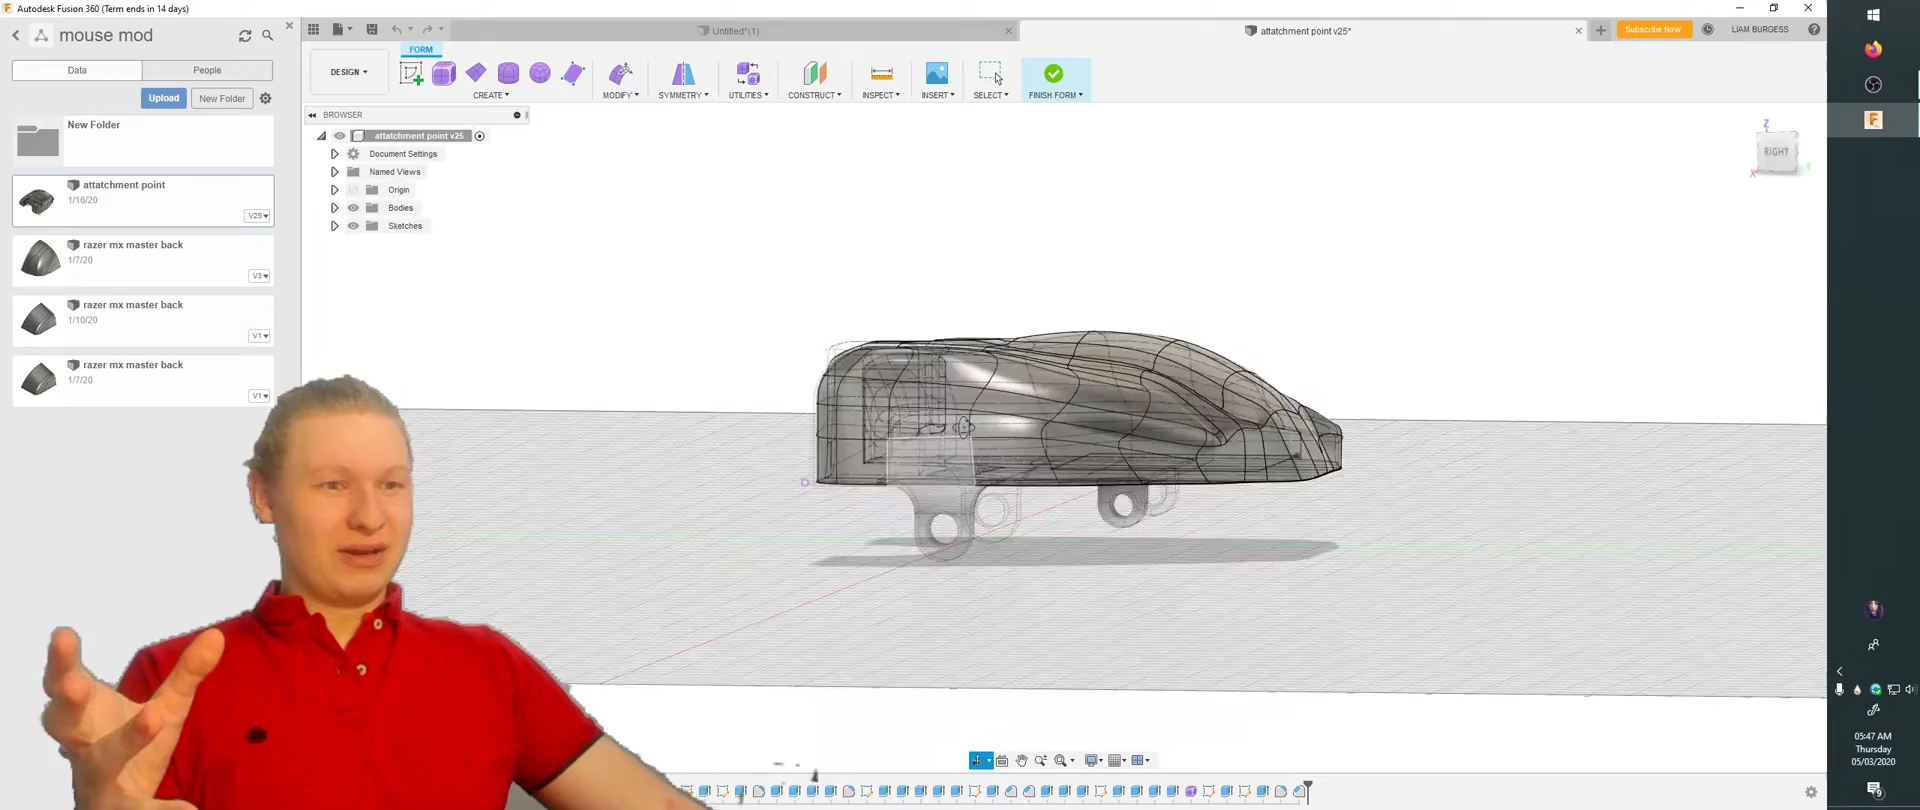 Autodesk Fusion 360 (Term ends in 14 days)
mouse mod
Data
People
Upload
New Folder
New Folder
attatchment point
1/16/20
V25
razer mx master back
1/7/20
V3
razer mx master back
1/10/20
V1
razer mx master back
1/7/20
V1
Untitled*(1)
attatchment point v25*
Subscribe Now
LIAM BURGESS
FORM
DESIGN
CREATE
MODIFY
SYMMETRY
UTILITIES
CONSTRUCT
INSPECT
INSERT
SELECT
FINISH FORM
BROWSER
attatchment point v25
Document Settings
Named Views
Origin
Bodies
Sketches
Z
RIGHT
X
Y
05:47 AM
Thursday
05/03/2020
9